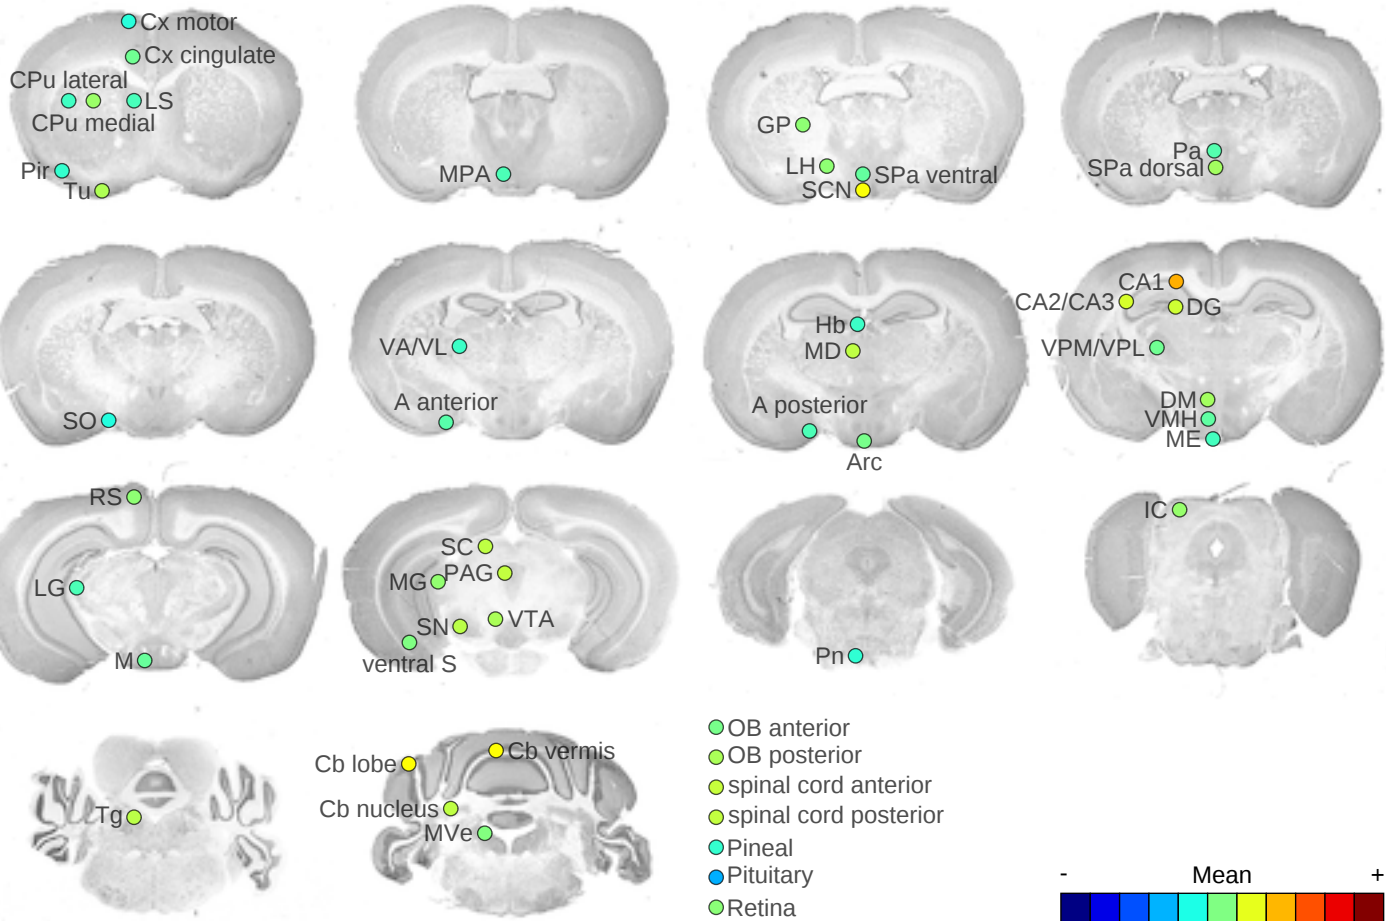 Cx motor
Cx cingulate
CPu lateral
LS
CPu medial
Pir
Tu
MPA
GP
LH
SPa ventral
SCN
Pa
SPa dorsal
SO
VA/VL
A anterior
Hb
MD
A posterior
Arc
CA1
CA2/CA3
DG
VPM/VPL
DM
VMH
ME
RS
LG
M
SC
MG
PAG
SN
VTA
ventral S
Pn
IC
Tg
Cb lobe
Cb vermis
Cb nucleus
MVe
OB anterior
OB posterior
spinal cord anterior
spinal cord posterior
Pineal
Pituitary
Retina
- Mean +